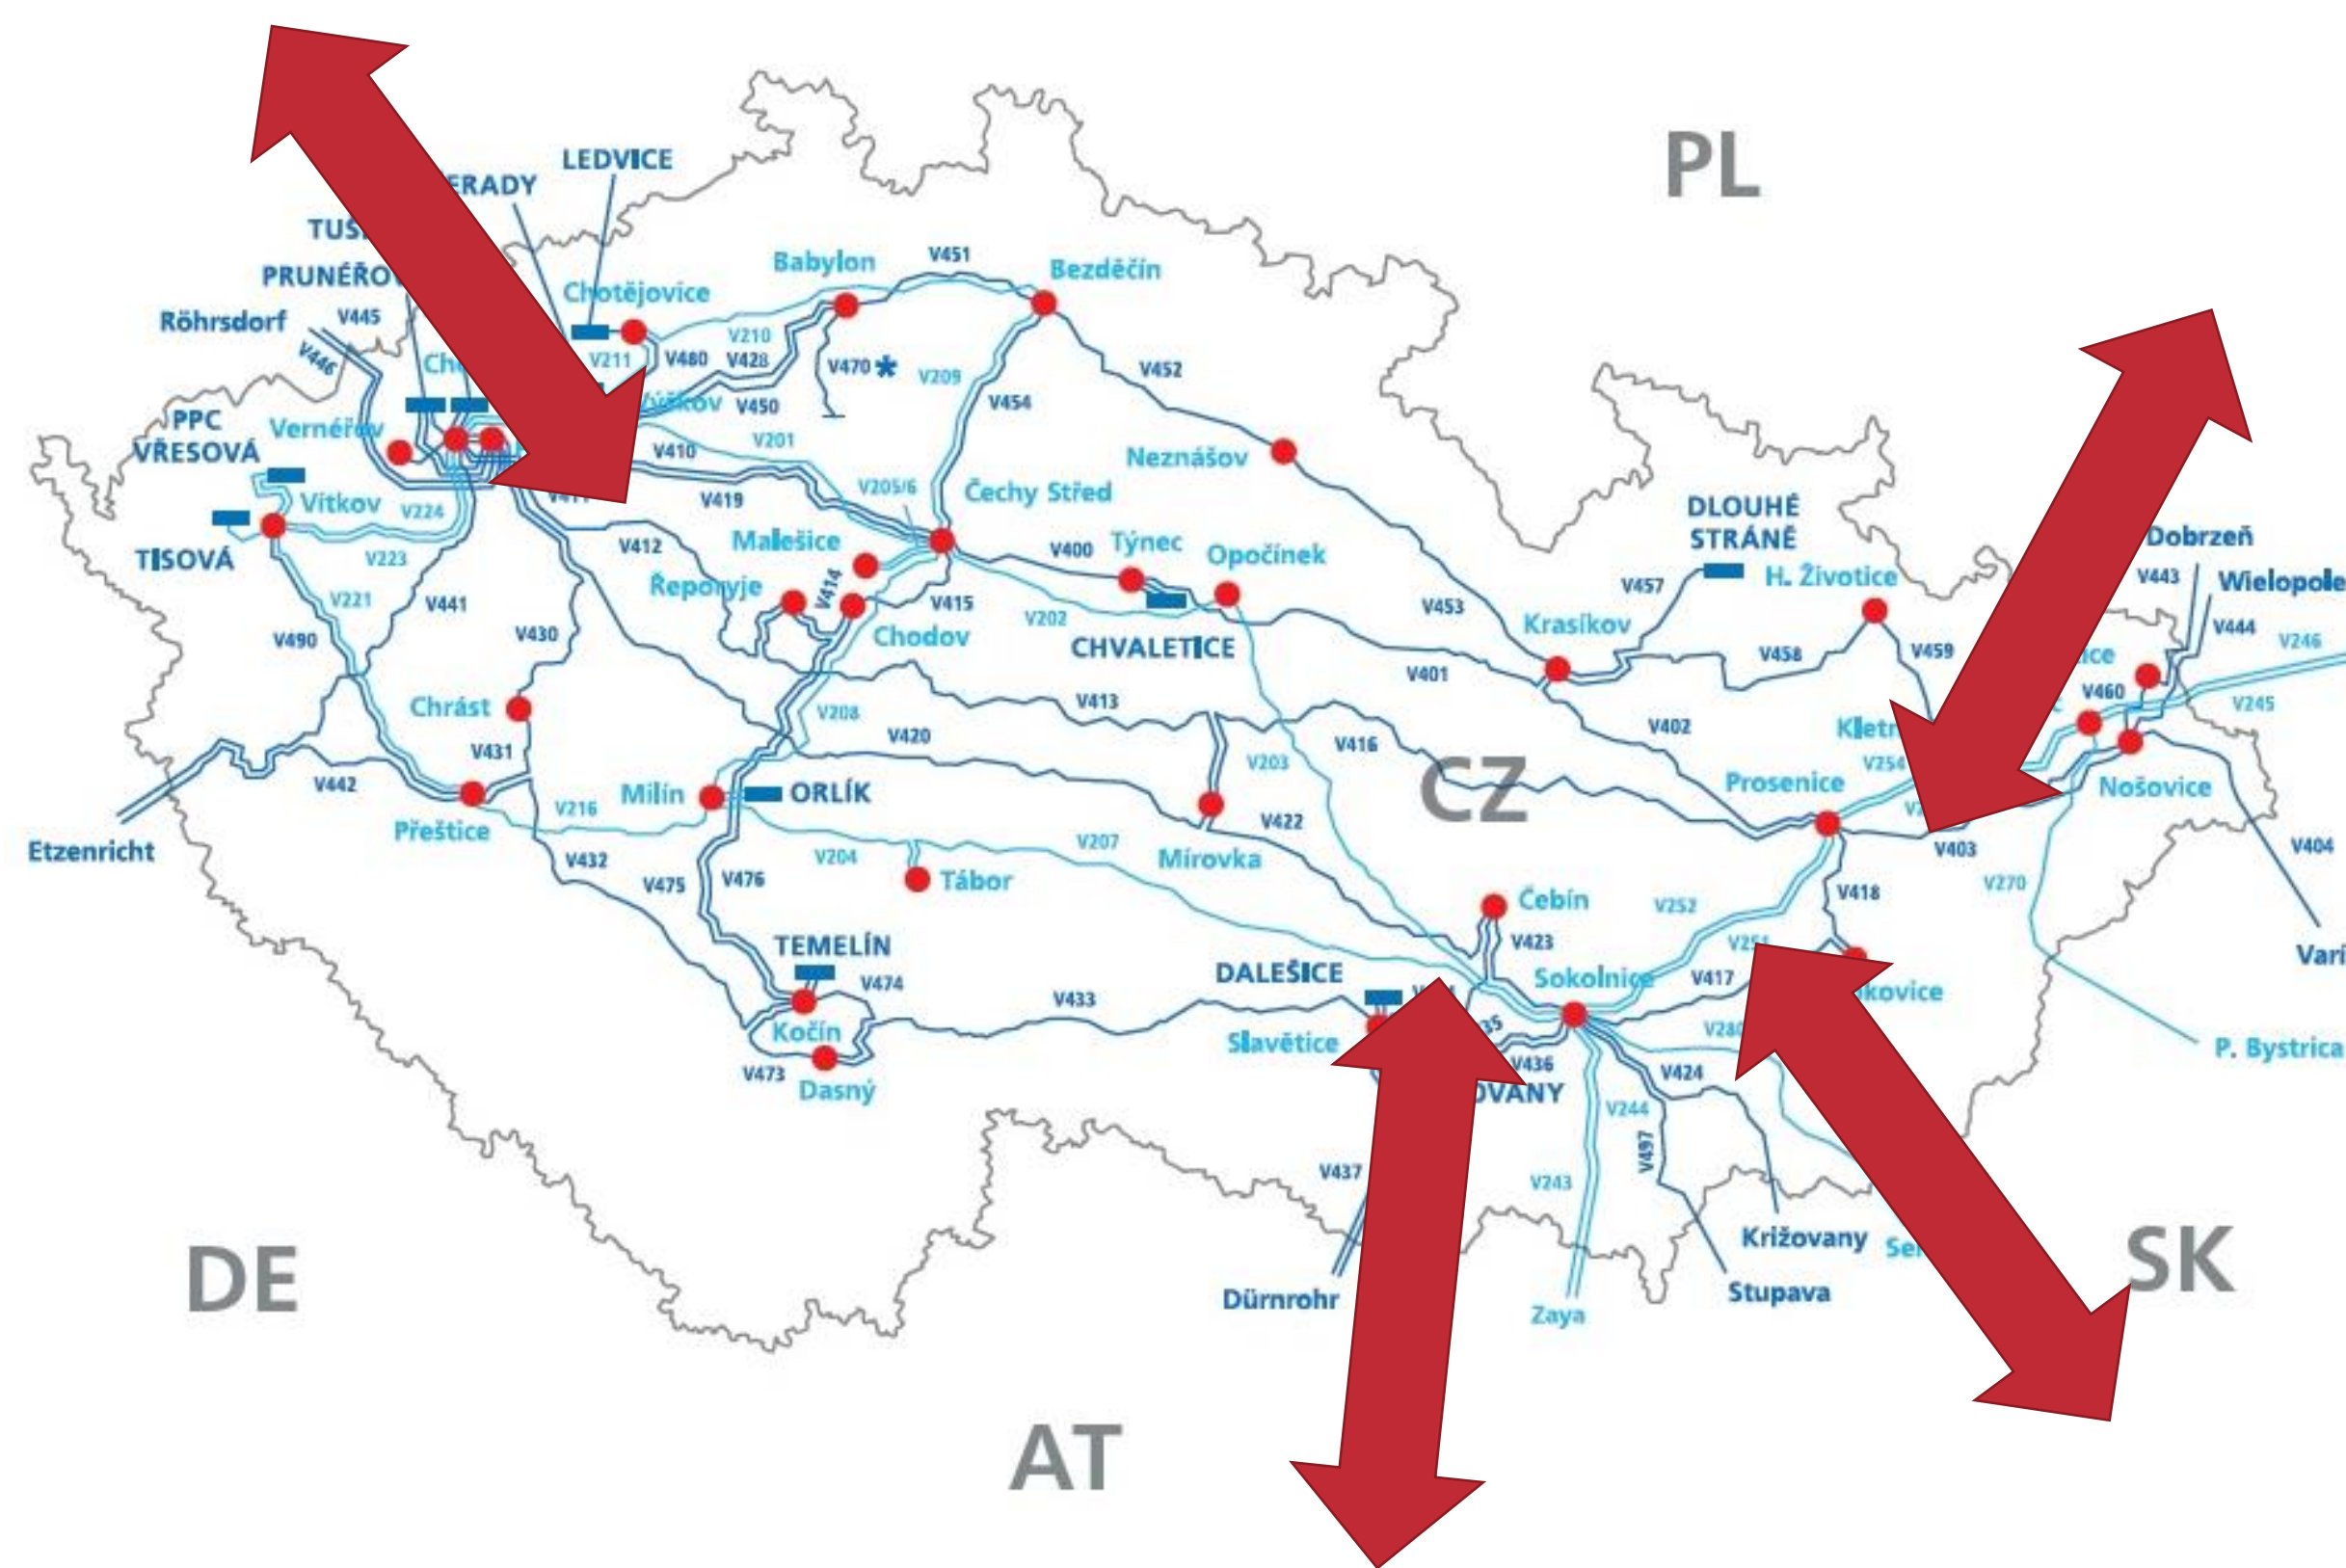 PL
LEDVICE
Babylon
V451
Bezděčín
Chotějovice
Röhrsdorf
V445
V446
V210
V211
V480
V428
V470*
V209
V452
V450
V454
PPC
VŘESOVÁ
Vernéřov
V201
V410
Neznášov
V419
V205/6
Čechy Střed
Vítkov
V224
DLOUHÉ
STRÁNĚ
Dobrzeň
TISOVÁ
V223
V412
Malešice
V400
Týnec
Opočínek
V443
Wielopole
V457
H. Životice
Řeporyje
V414
V221
V441
V415
V453
V202
Krasíkov
V444
V490
V430
Chodov
CHVALETICE
V458
V459
V246
V401
V460
V245
Chrást
V413
V208
V402
V431
V420
V416
V203
CZ
V254
V442
Milín
ORLÍK
Prosenice
Nošovice
V216
Přeštice
V422
Etzenricht
V432
V204
V207
Mírovka
V403
V404
V475
V476
Tábor
V270
V418
Čebín
V252
TEMELÍN
V423
DALEŠICE
Sokolnice
V417
V474
V433
Kočín
Slavětice
P. Bystrica
V436
V424
V473
Dasný
V244
V497
V437
V243
DE
Križovany
SK
Dürnrohr
Stupava
Zaya
AT